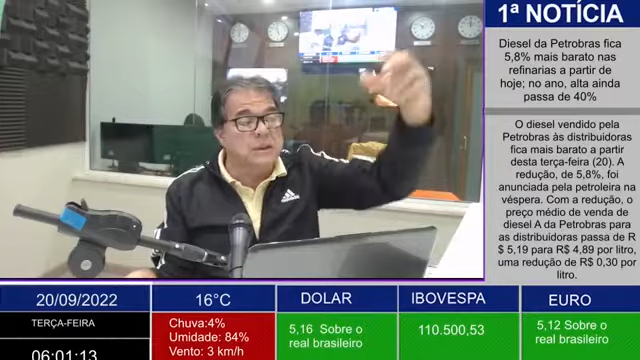 1ª NOTÍCIA
Diesel da Petrobras fica
5,8% mais barato nas
refinarias a partir de
hoje; no ano, alta ainda
passa de 40%
O diesel vendido pela
Petrobras às distribuidoras
fica mais barato a partir
desta terça-feira (20). A
redução, de 5,8%, foi
anunciada pela petroleira na
véspera. Com a redução, o
preço médio de venda de
diesel A da Petrobras para
as distribuidoras passa de R
$ 5,19 para R$ 4,89 por litro,
uma redução de R$ 0,30 por
litro.
adidas
20/09/2022
16°C
DOLAR
IBOVESPA
EURO
TERÇA-FEIRA
06:01:13
Chuva:4%
Umidade: 84%
Vento: 3 km/h
5,16 Sobre o
real brasileiro
110.500,53
5,12 Sobre o
real brasileiro